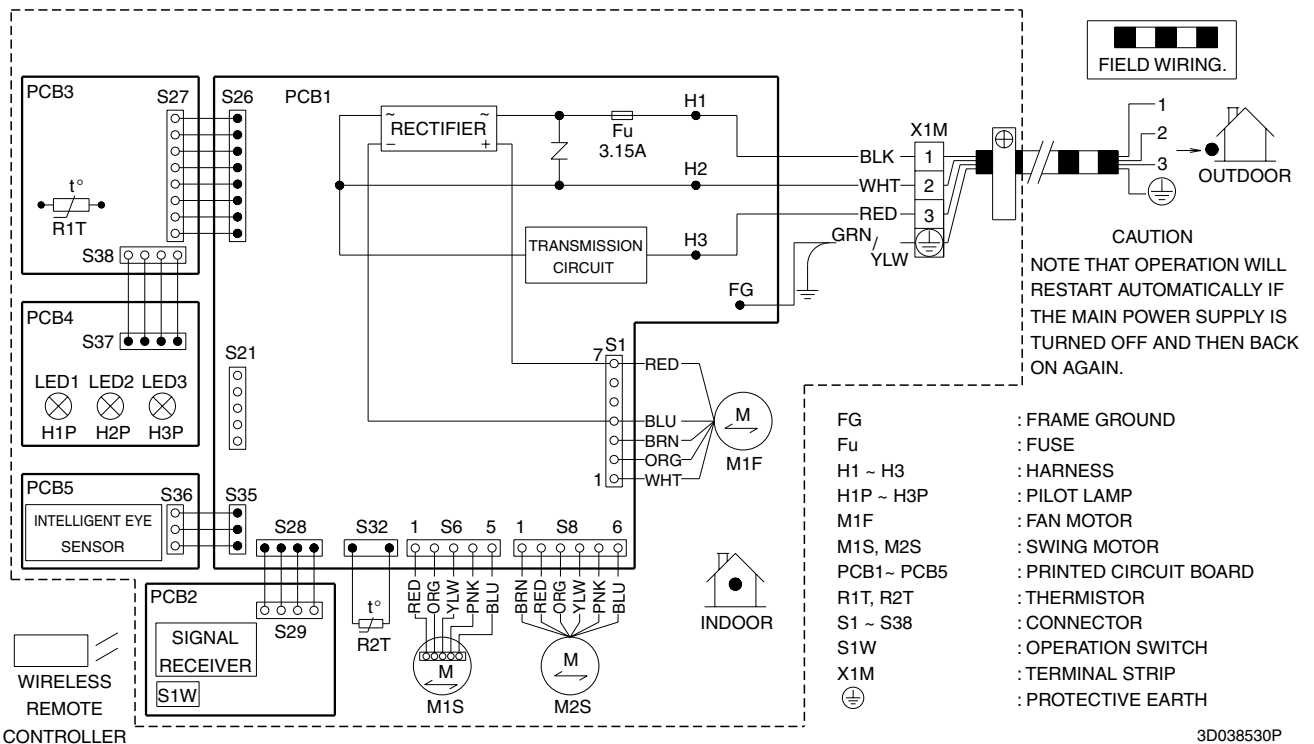 PCB3
S27
S26
PCB1
~
RECTIFIER
~
−
+
Fu
3.15A
H1
H2
H3
TRANSMISSION
CIRCUIT
FG
t°
R1T
S38
PCB4
S37
LED1 LED2 LED3
H1P H2P H3P
S21
PCB5
S36
S35
INTELLIGENT EYE
SENSOR
S28
S32
1 S6 5
1 S8 6
RED
ORG
YLW
PNK
BLU
BRN
RED
ORG
YLW
PNK
BLU
PCB2
S29
SIGNAL
RECEIVER
S1W
t°
R2T
M
M1S
M
M2S
WIRELESS
REMOTE
CONTROLLER
S1
7
RED
BLU
BRN
ORG
1
WHT
M
M1F
INDOOR
X1M
BLK 1
WHT 2
RED 3
GRN/
YLW
FIELD WIRING.
1
2
3
OUTDOOR
CAUTION
NOTE THAT OPERATION WILL
RESTART AUTOMATICALLY IF
THE MAIN POWER SUPPLY IS
TURNED OFF AND THEN BACK
ON AGAIN.
FG : FRAME GROUND
Fu : FUSE
H1 ~ H3 : HARNESS
H1P ~ H3P : PILOT LAMP
M1F : FAN MOTOR
M1S, M2S : SWING MOTOR
PCB1~ PCB5 : PRINTED CIRCUIT BOARD
R1T, R2T : THERMISTOR
S1 ~ S38 : CONNECTOR
S1W : OPERATION SWITCH
X1M : TERMINAL STRIP
: PROTECTIVE EARTH
3D038530P